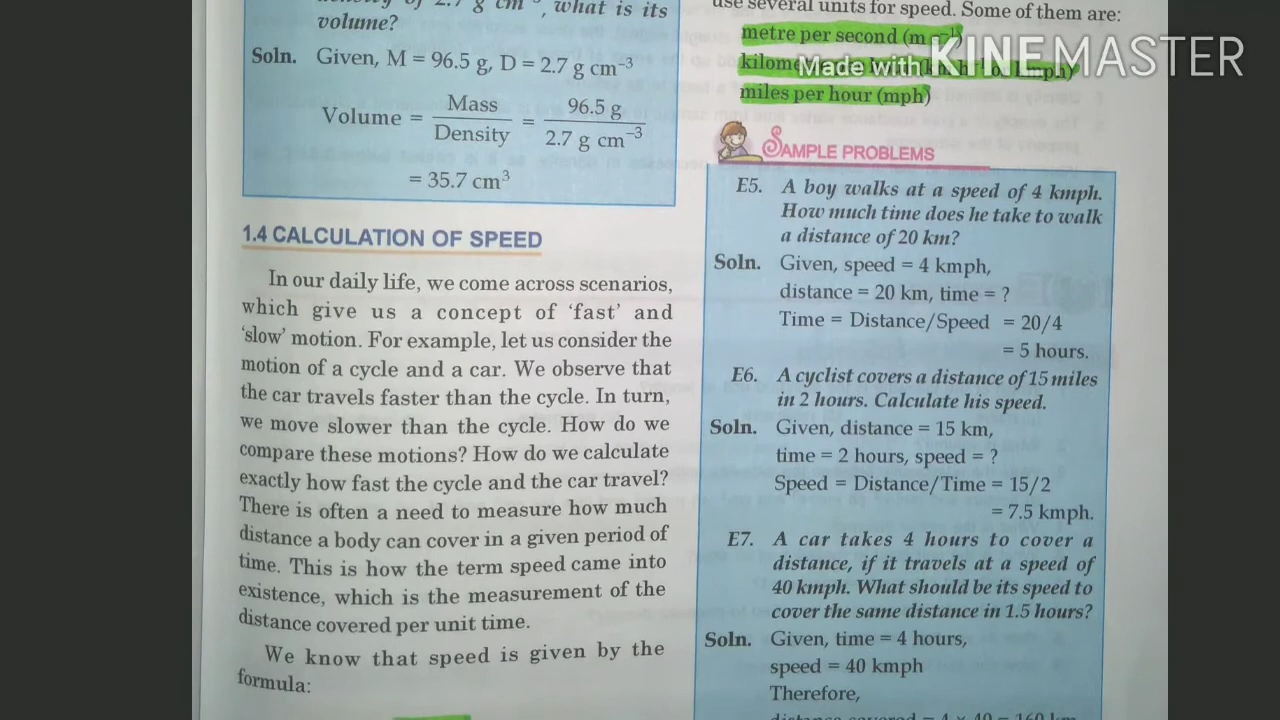 density of 2.7 g cm⁻³, what is its
volume?
Soln. Given, M = 96.5 g, D = 2.7 g cm⁻³
Volume = Mass / Density = 96.5 g / 2.7 g cm⁻³
= 35.7 cm³
1.4 CALCULATION OF SPEED
In our daily life, we come across scenarios,
which give us a concept of ‘fast’ and
‘slow’ motion. For example, let us consider the
motion of a cycle and a car. We observe that
the car travels faster than the cycle. In turn,
we move slower than the cycle. How do we
compare these motions? How do we calculate
exactly how fast the cycle and the car travel?
There is often a need to measure how much
distance a body can cover in a given period of
time. This is how the term speed came into
existence, which is the measurement of the
distance covered per unit time.
We know that speed is given by the
formula:
use several units for speed. Some of them are:
metre per second (m
kmph)
miles per hour (mph)
Made with KINEMASTER
SAMPLE PROBLEMS
E5. A boy walks at a speed of 4 kmph.
How much time does he take to walk
a distance of 20 km?
Soln. Given, speed = 4 kmph,
distance = 20 km, time = ?
Time = Distance/Speed = 20/4
= 5 hours.
E6. A cyclist covers a distance of 15 miles
in 2 hours. Calculate his speed.
Soln. Given, distance = 15 km,
time = 2 hours, speed = ?
Speed = Distance/Time = 15/2
= 7.5 kmph.
E7. A car takes 4 hours to cover a
distance, if it travels at a speed of
40 kmph. What should be its speed to
cover the same distance in 1.5 hours?
Soln. Given, time = 4 hours,
speed = 40 kmph
Therefore,
distance covered = 4 × 40 = 160 km